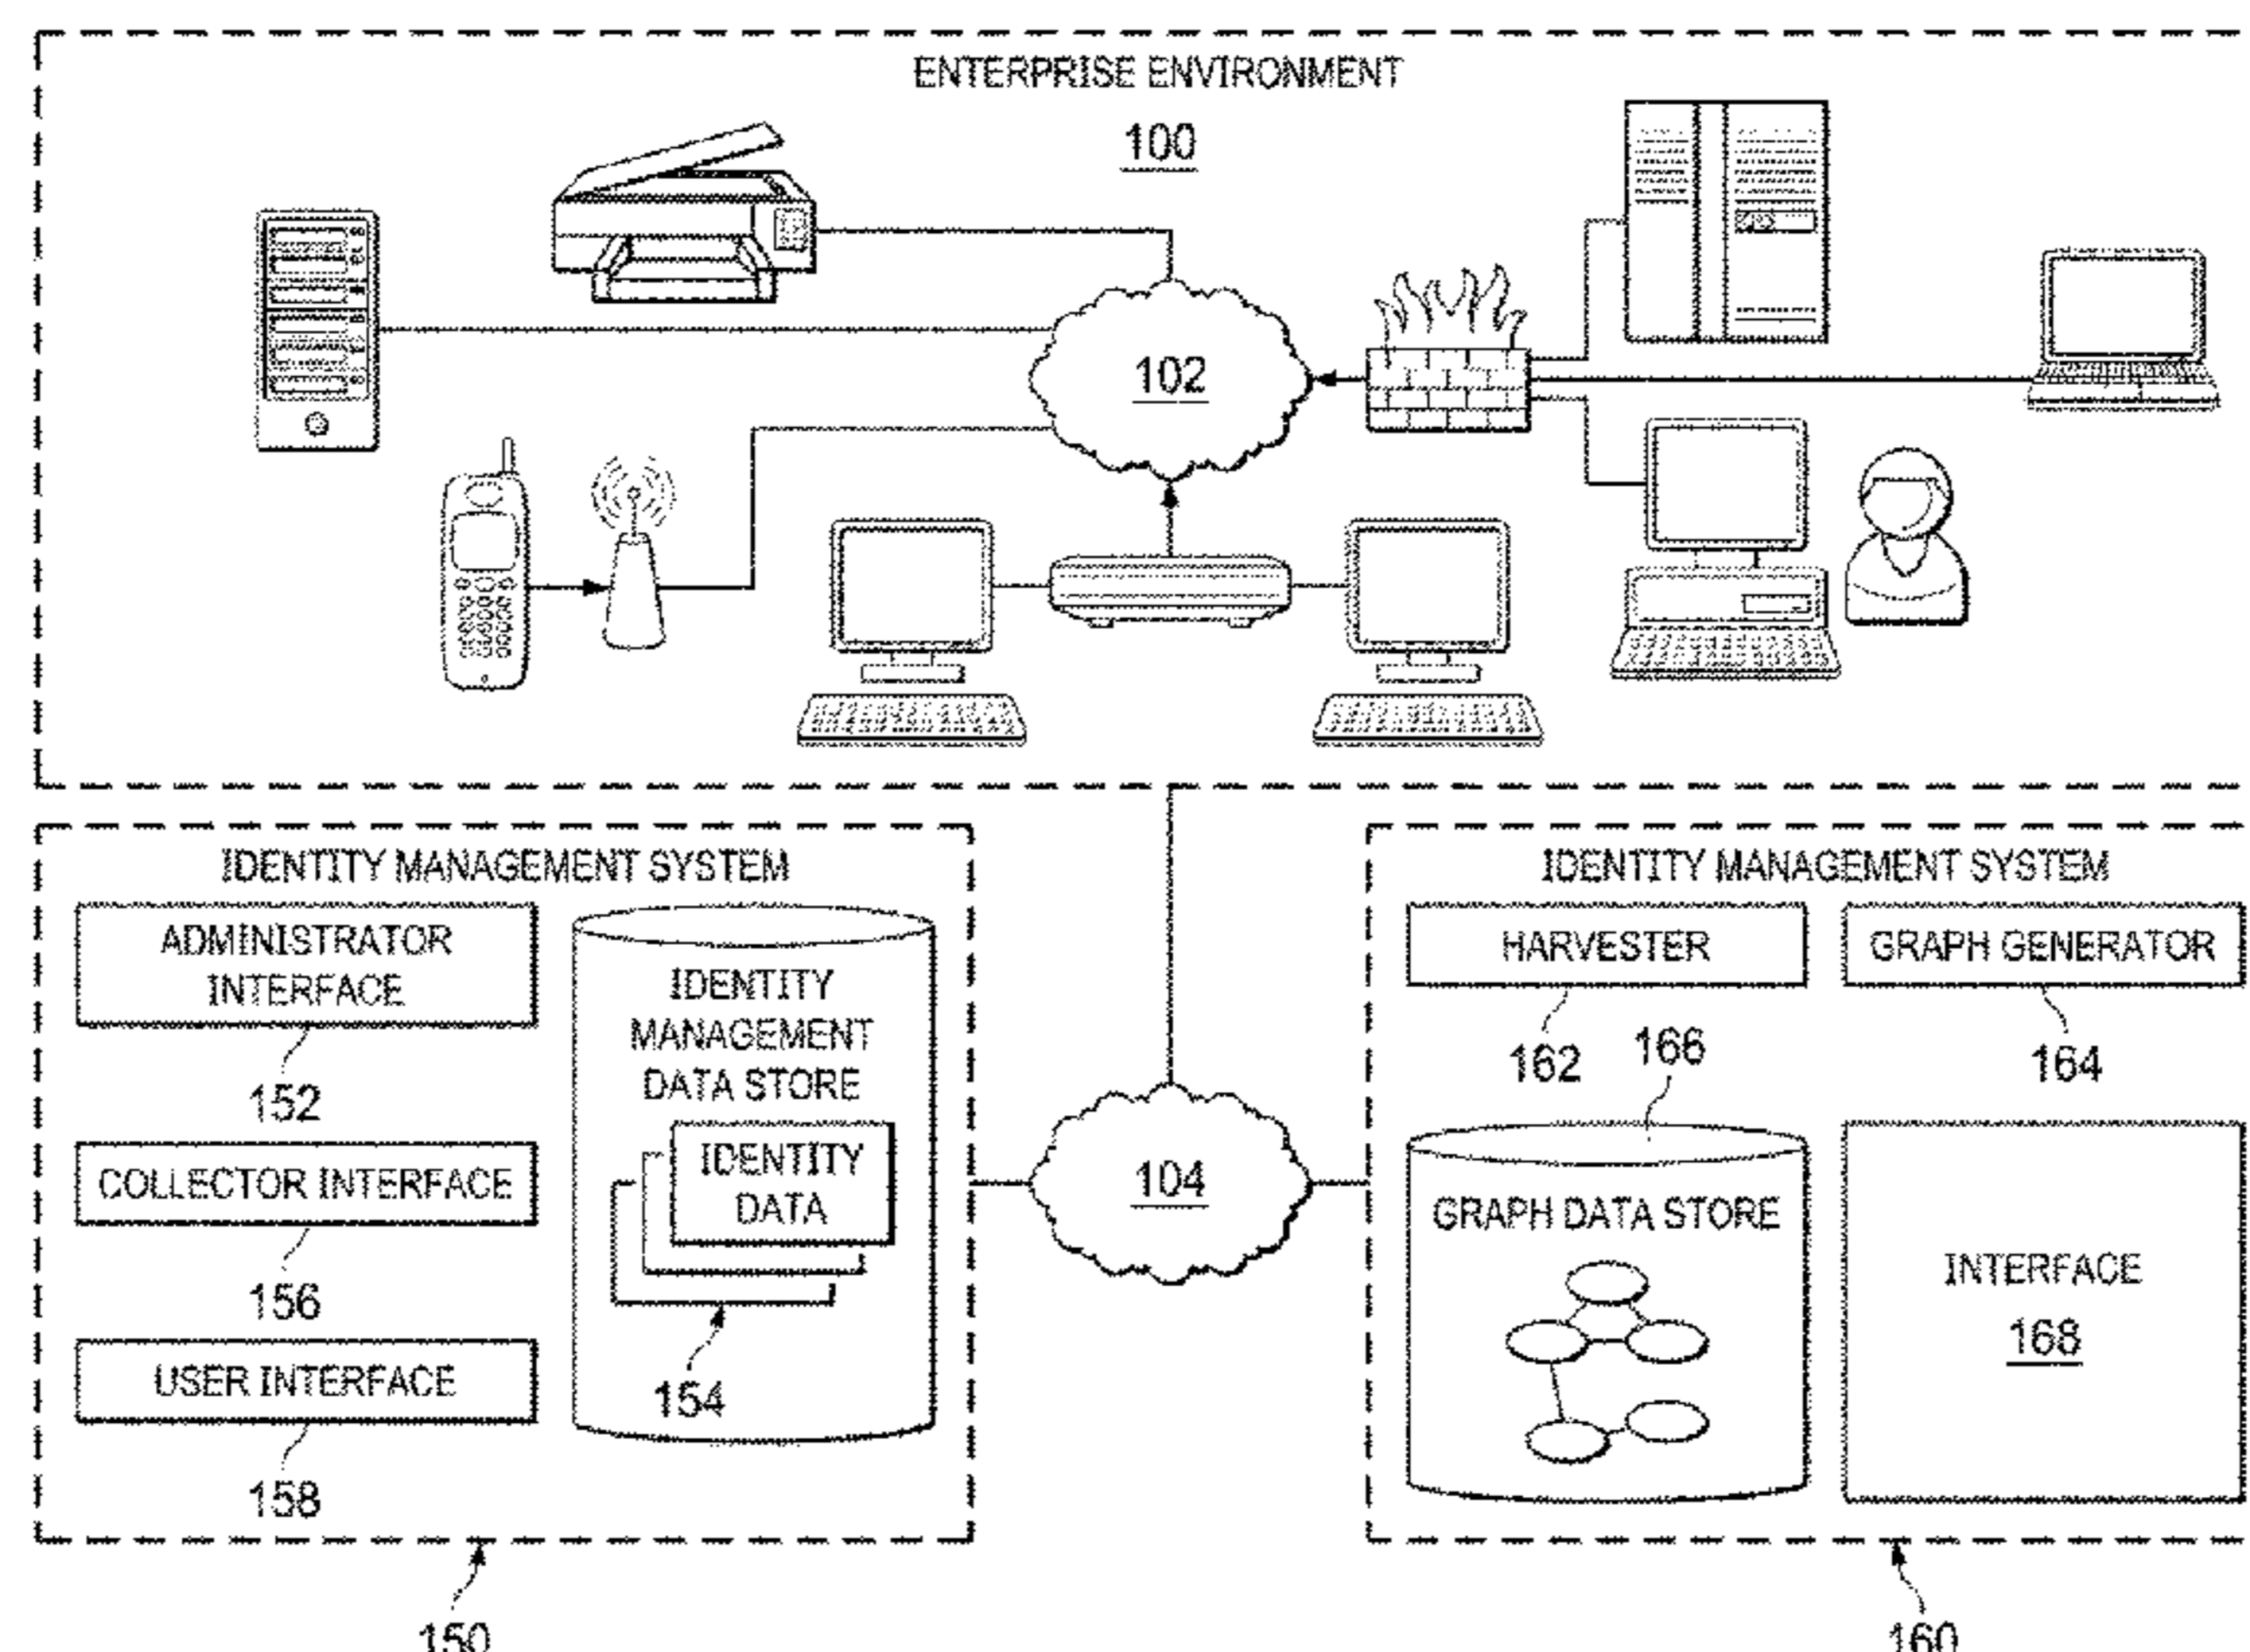 ENTERPRISE ENVIRONMENT
100
102
IDENTITY MANAGEMENT SYSTEM
ADMINISTRATOR
INTERFACE
152
COLLECTOR INTERFACE
156
USER INTERFACE
158
IDENTITY
MANAGEMENT
DATA STORE
IDENTITY
DATA
154
150
104
IDENTITY MANAGEMENT SYSTEM
HARVESTER
162
GRAPH GENERATOR
164
166
GRAPH DATA STORE
INTERFACE
168
160